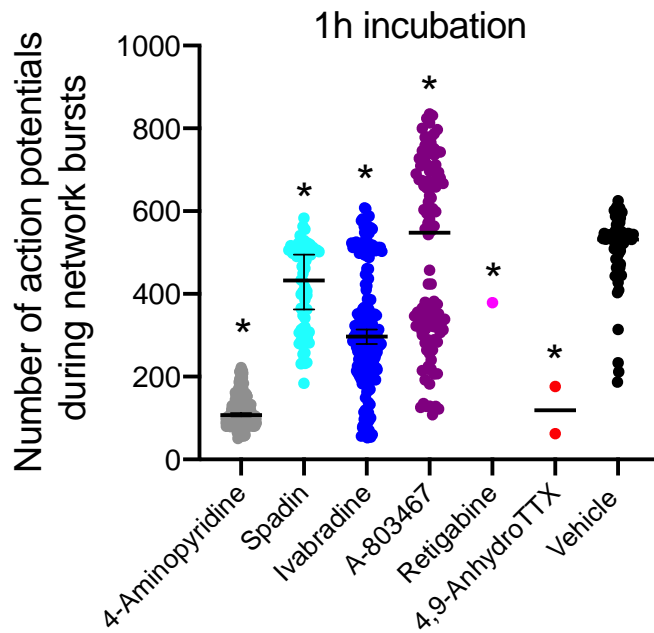 1h incubation
Number of action potentials
during network bursts
1000
800
600
400
200
0
*
*
*
*
*
*
4-Aminopyridine
Spadin
Ivabradine
A-803467
Retigabine
4,9-AnhydroTTX
Vehicle